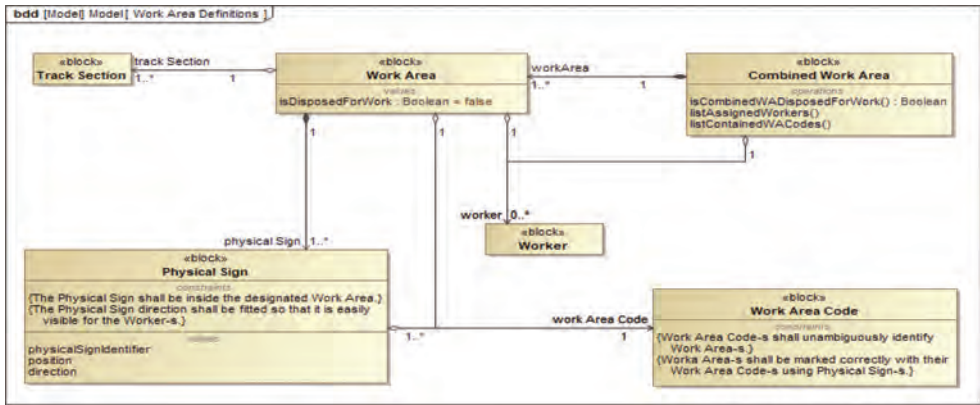 bdd [Model] Model [ Work Area Definitions ]
«block»
Track Section
track Section
1..*
1
«block»
Work Area
values
isDisposedForWork : Boolean = false
workArea
1..*
1
«block»
Combined Work Area
operations
isCombinedWADisposedForWork() : Boolean
listAssignedWorkers()
listContainedWACodes()
1
1
1
1
worker
0..*
«block»
Worker
physical Sign
1..*
«block»
Physical Sign
constraints
{The Physical Sign shall be inside the designated Work Area.}
{The Physical Sign direction shall be fitted so that it is easily
visible for the Worker-s.}
values
physicalSignIdentifier
position
direction
1..*
work Area Code
1
«block»
Work Area Code
constraints
{Work Area Code-s shall unambiguously identify
Work Area-s.}
{Worka Area-s shall be marked correctly with their
Work Area Code-s using Physical Sign-s.}